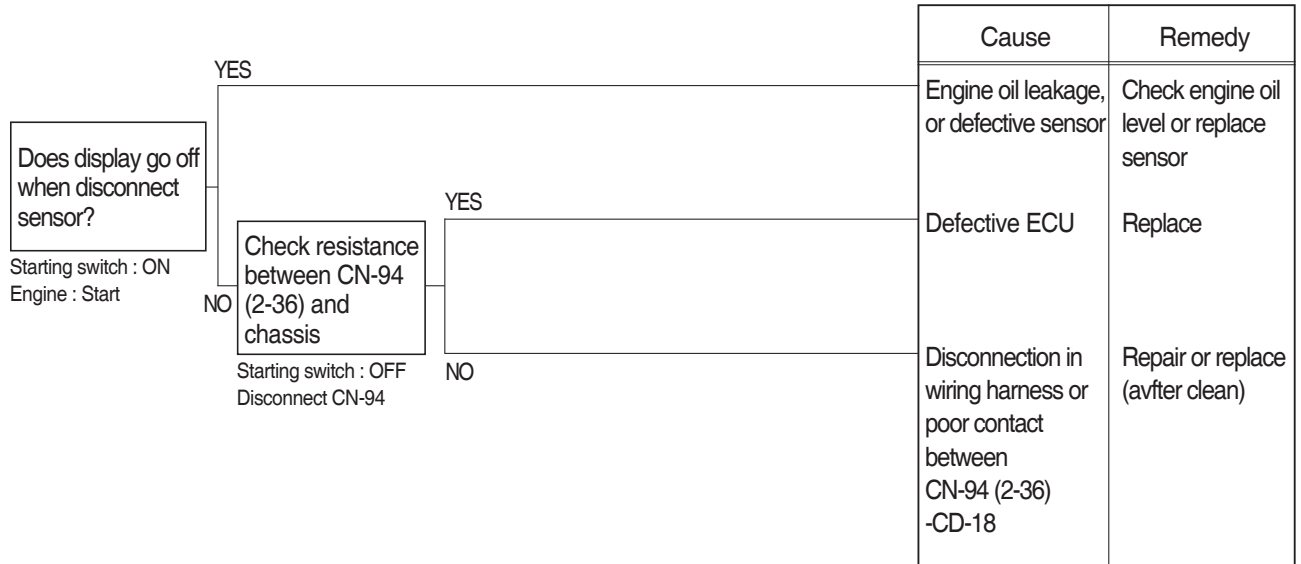 Cause
Remedy
YES
Engine oil leakage,
or defective sensor
Check engine oil
level or replace
sensor
Does display go off
when disconnect
sensor?
Starting switch : ON
Engine : Start
YES
Defective ECU
Replace
NO
Check resistance
between CN-94
(2-36) and
chassis
Starting switch : OFF
Disconnect CN-94
NO
Disconnection in
wiring harness or
poor contact
between
CN-94 (2-36)
-CD-18
Repair or replace
(avfter clean)